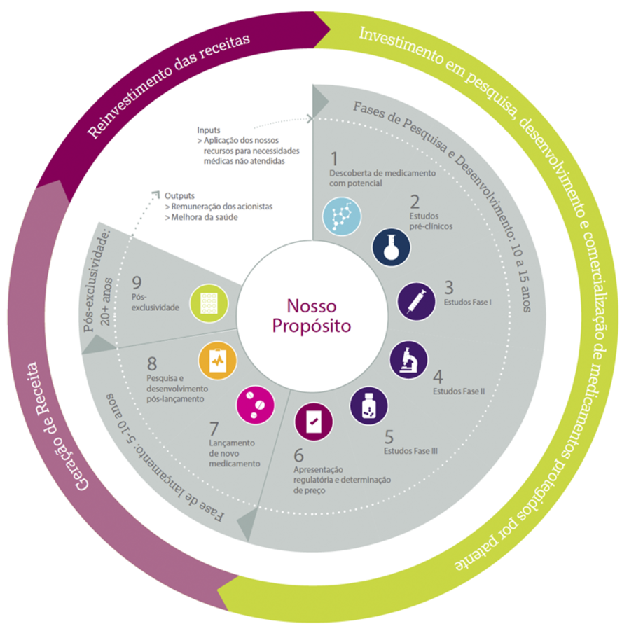 Reinvestimento das receitas
Investimento em pesquisa, desenvolvimento e comercialização de medicamentos protegidos por patente
Geração de Receita
Fases de Pesquisa e Desenvolvimento: 10 a 15 anos
Fase de lançamento: 5-10 anos
Pós-exclusividade:
20+ anos
Inputs
> Aplicação dos nossos
recursos para necessidades
médicas não atendidas
Outputs
> Remuneração dos acionistas
> Melhora da saúde
Nosso
Propósito
1
Descoberta de medicamento
com potencial
2
Estudos
pré-clínicos
3
Estudos Fase I
4
Estudos Fase II
5
Estudos Fase III
6
Apresentação
regulatória e determinação
de preço
7
Lançamento
de novo
medicamento
8
Pesquisa e
desenvolvimento
pós-lançamento
9
Pós-
exclusividade